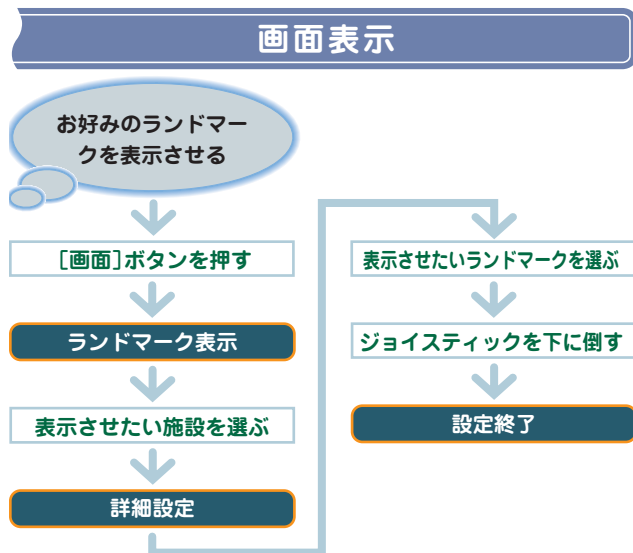 画面表示
お好みのランドマー
クを表示させる
［画面］ボタンを押す
ランドマーク表示
表示させたい施設を選ぶ
詳細設定
表示させたいランドマークを選ぶ
ジョイスティックを下に倒す
設定終了